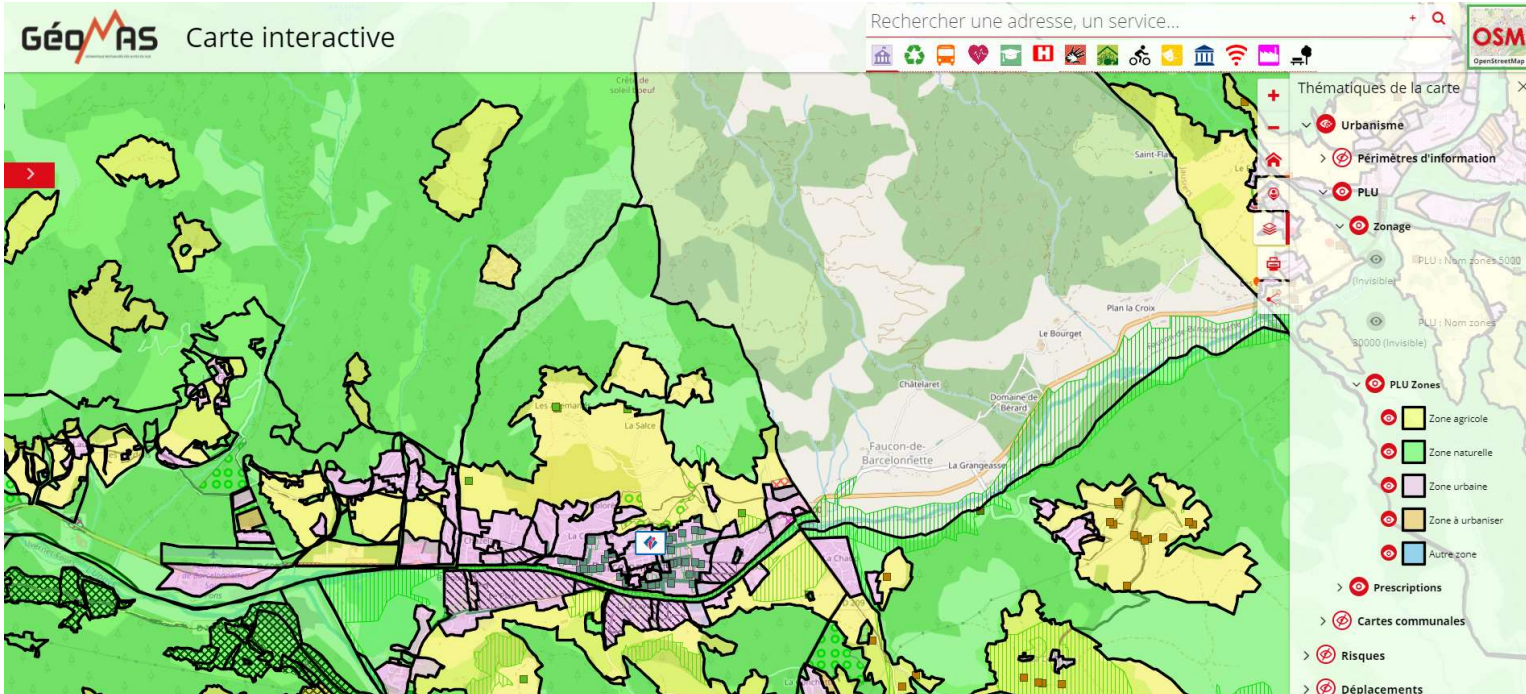 GéoMAS
Carte interactive
Rechercher une adresse, un service...
+
OSM
OpenStreetMap
Thématiques de la carte
Urbanisme
Périmètres d'information
PLU
Zonage
PLU : Nom zones 5000
(Invisible)
PLU : Nom zones
30000 (Invisible)
PLU Zones
Zone agricole
Zone naturelle
Zone urbaine
Zone à urbaniser
Autre zone
Prescriptions
Cartes communales
Risques
Déplacements
Crête de
soleil bœuf
Plan la Croix
Le Bourget
Châtelaret
Domaine de
Bérard
Faucon-de-
Barcelonnette
La Grangeasse
La Salce